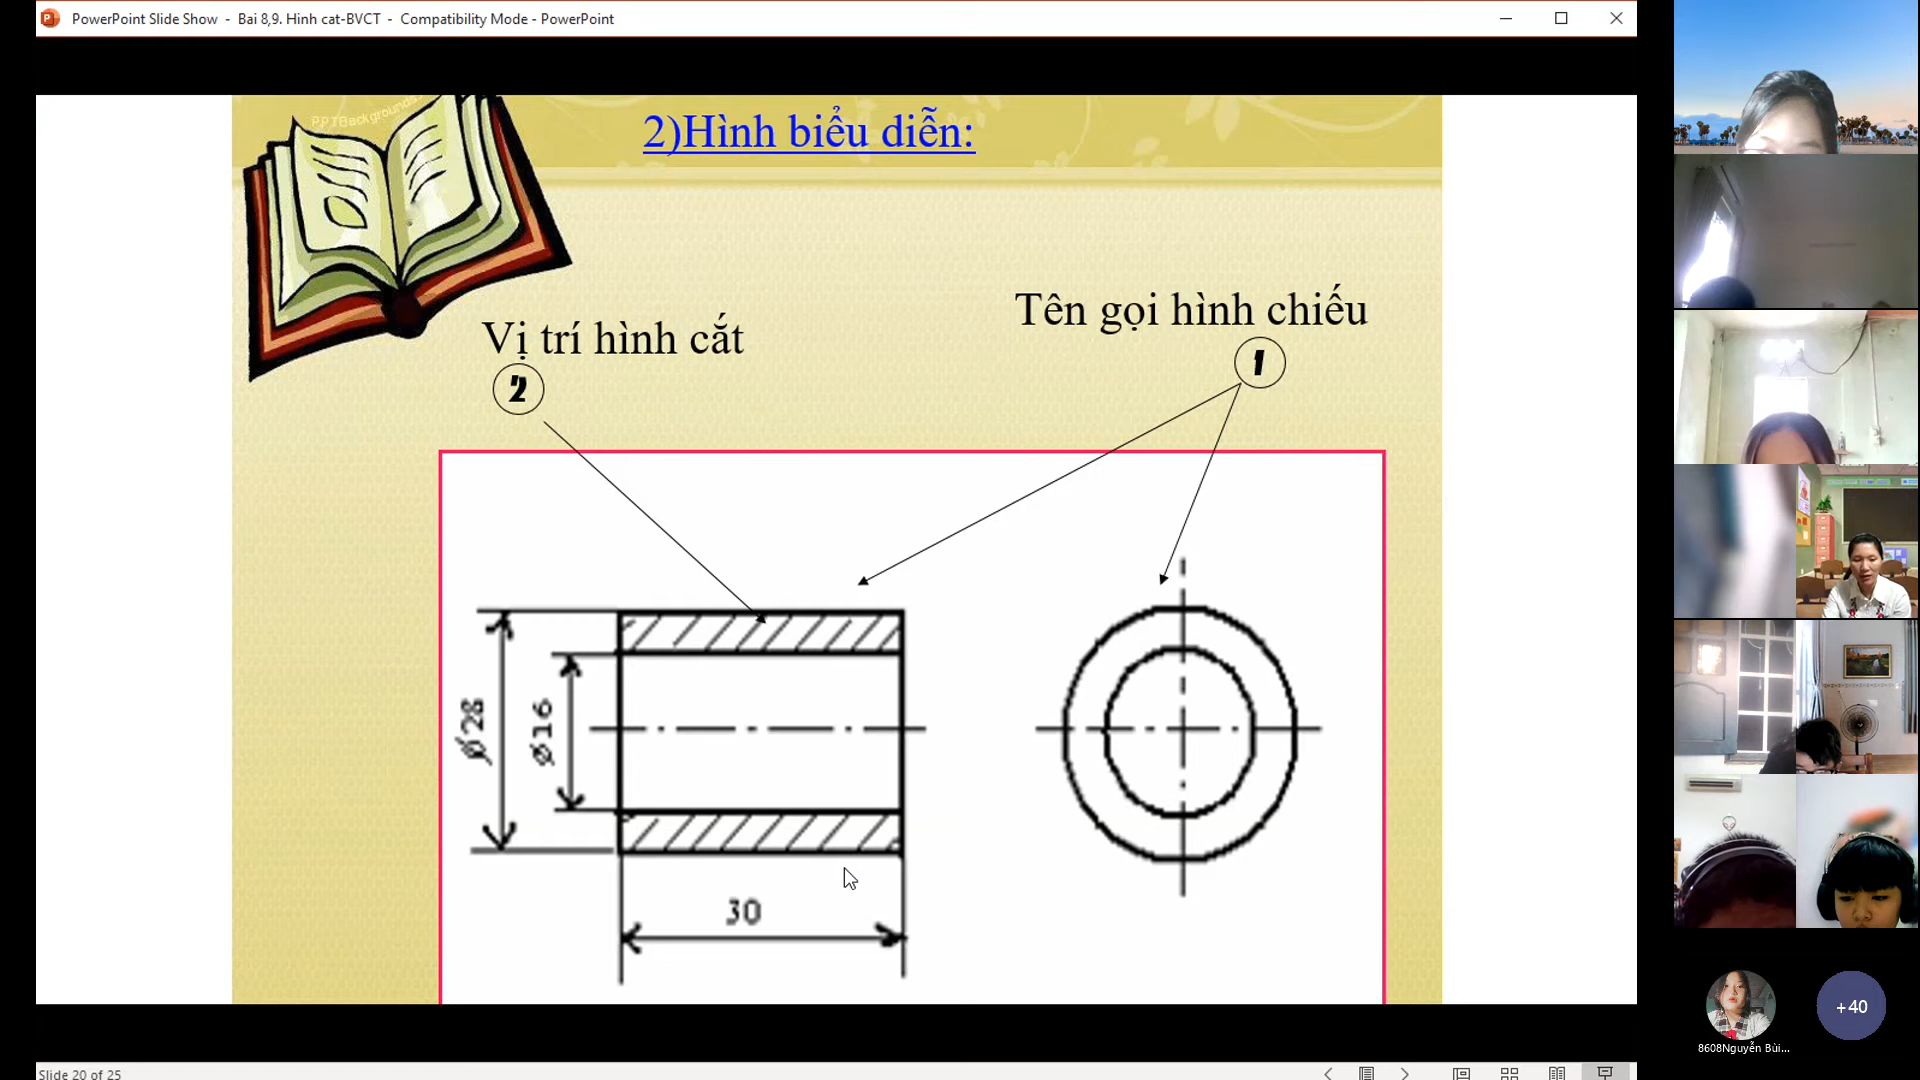 PowerPoint Slide Show - Bai 8,9. Hinh cat-BVCT - Compatibility Mode - PowerPoint
PPTBackgrounds
2)Hình biểu diễn:
Tên gọi hình chiếu
1
Vị trí hình cắt
2
ø28
ø16
30
+40
8608Nguyễn Bùi...
Slide 20 of 25